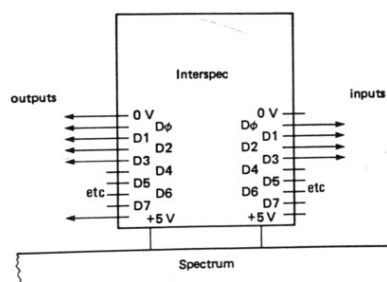 Interspec
outputs
inputs
0 V
Dϕ
D1
D2
D3
D4
D5
D6
D7
+5 V
etc
0 V
Dϕ
D1
D2
D3
D4
D5
D6
D7
+5 V
etc
Spectrum